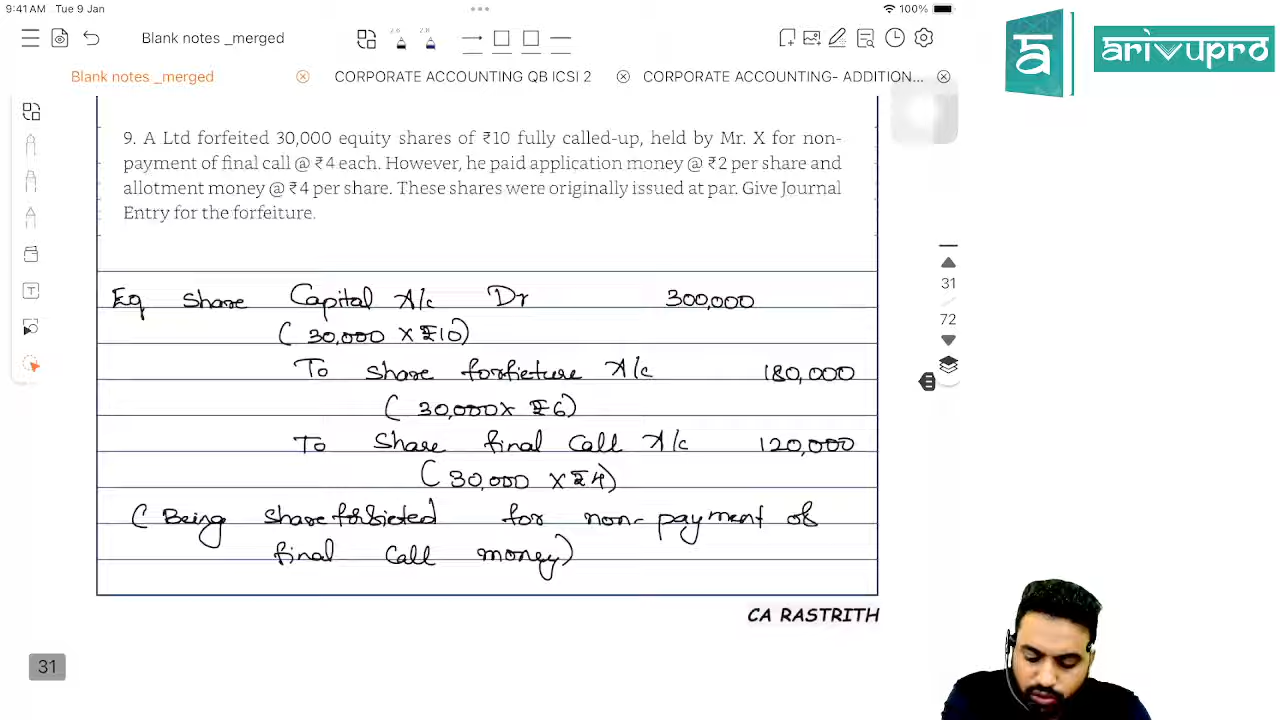 9:41 AM Tue 9 Jan
100%
Blank notes _merged
Blank notes _merged
CORPORATE ACCOUNTING QB ICSI 2
CORPORATE ACCOUNTING- ADDITION...
a
arivupro
9. A Ltd forfeited 30,000 equity shares of ₹10 fully called-up, held by Mr. X for non-
payment of final call @ ₹4 each. However, he paid application money @ ₹2 per share and
allotment money @ ₹4 per share. These shares were originally issued at par. Give Journal
Entry for the forfeiture.
Eq Share Capital A/c Dr 300,000
( 30,000 x ₹10)
To share forfieture A/c 180,000
( 30,000x ₹6)
To share final call A/c 120,000
(30,000 x ₹4)
( Being share forfieted for non-payment of
final call money)
CA RASTRITH
31
72
31